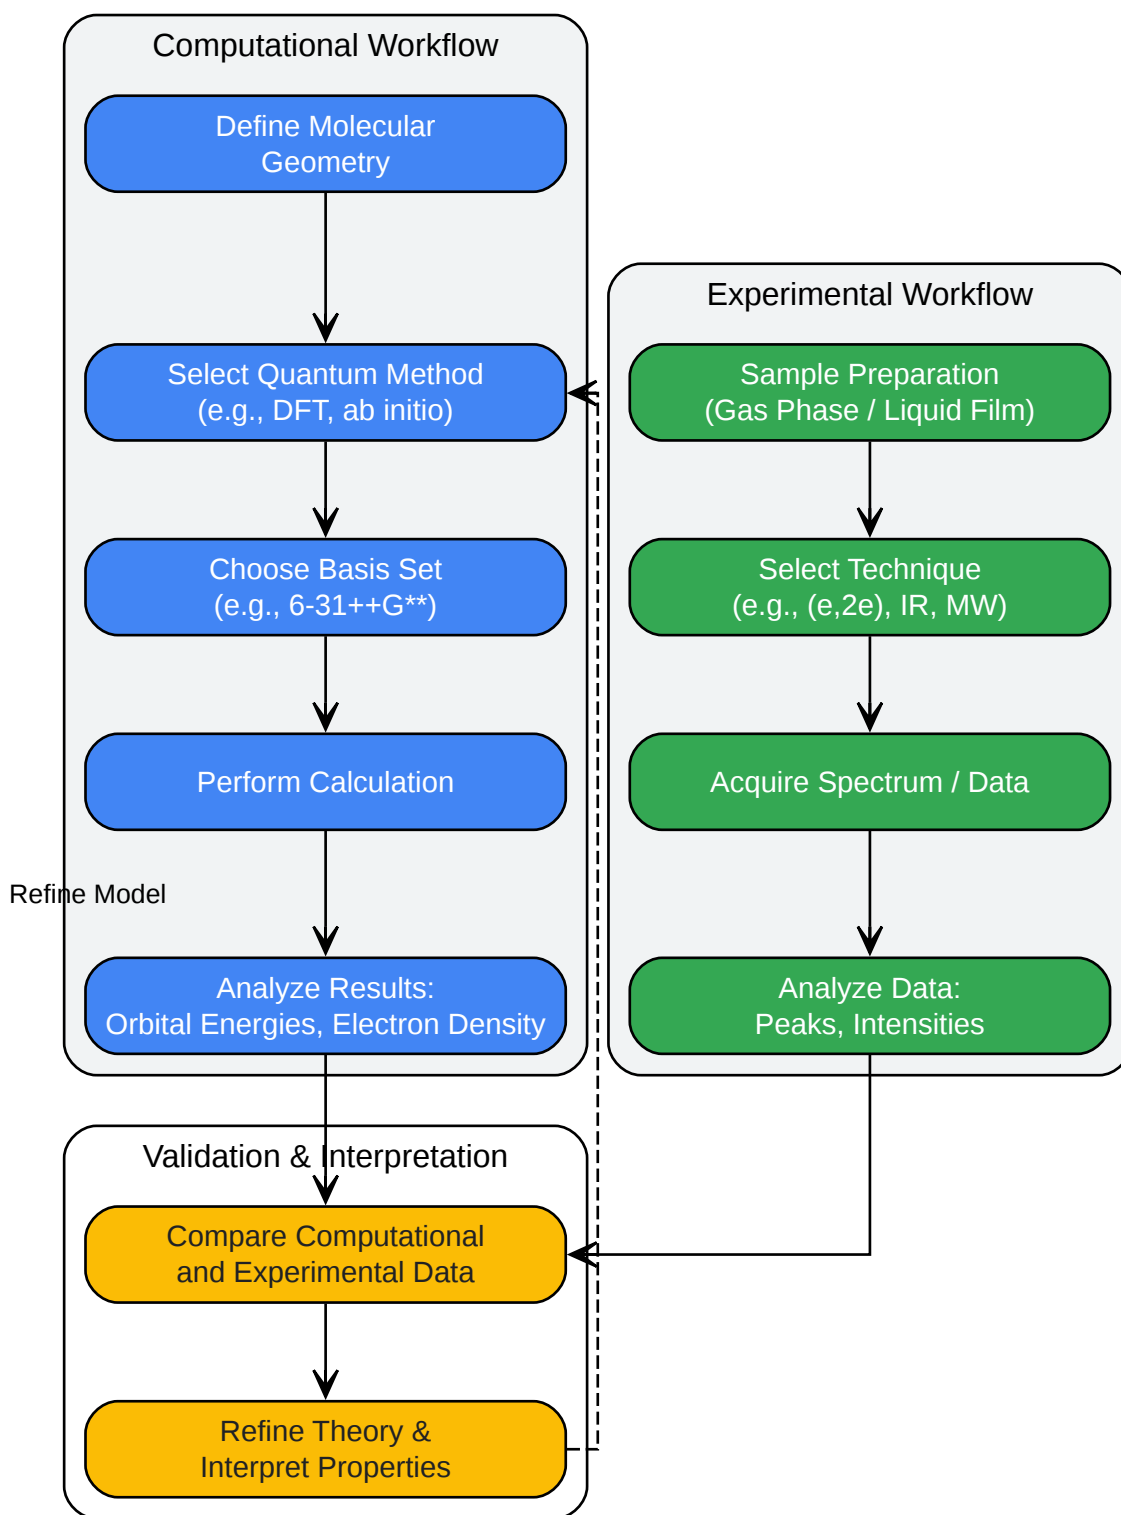 Computational Workflow
Define Molecular
Geometry
Select Quantum Method
(e.g., DFT, ab initio)
Choose Basis Set
(e.g., 6-31++G**)
Perform Calculation
Refine Model
Analyze Results:
Orbital Energies, Electron Density
Experimental Workflow
Sample Preparation
(Gas Phase / Liquid Film)
Select Technique
(e.g., (e,2e), IR, MW)
Acquire Spectrum / Data
Analyze Data:
Peaks, Intensities
Validation & Interpretation
Compare Computational
and Experimental Data
Refine Theory &
Interpret Properties